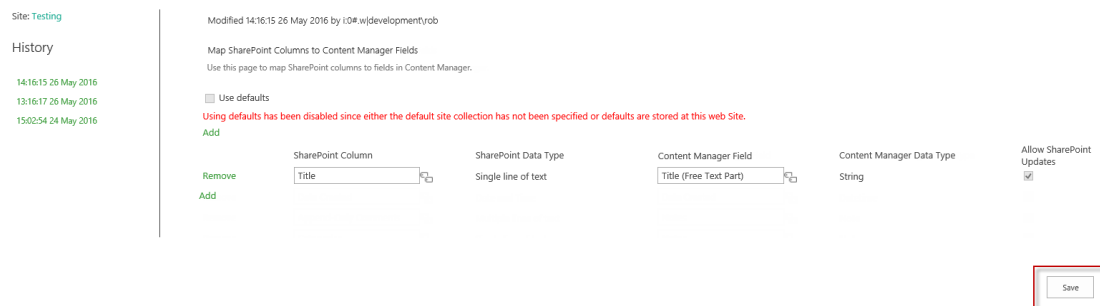 Site: Testing
History
14:16:15 26 May 2016
13:16:17 26 May 2016
15:02:54 24 May 2016
Modified 14:16:15 26 May 2016 by i:0#.w|development\rob
Map SharePoint Columns to Content Manager Fields
Use this page to map SharePoint columns to fields in Content Manager.
Use defaults
Using defaults has been disabled since either the default site collection has not been specified or defaults are stored at this web Site.
Add
SharePoint Column SharePoint Data Type Content Manager Field Content Manager Data Type Allow SharePoint Updates
Remove Title Single line of text Title (Free Text Part) String
Add
Save